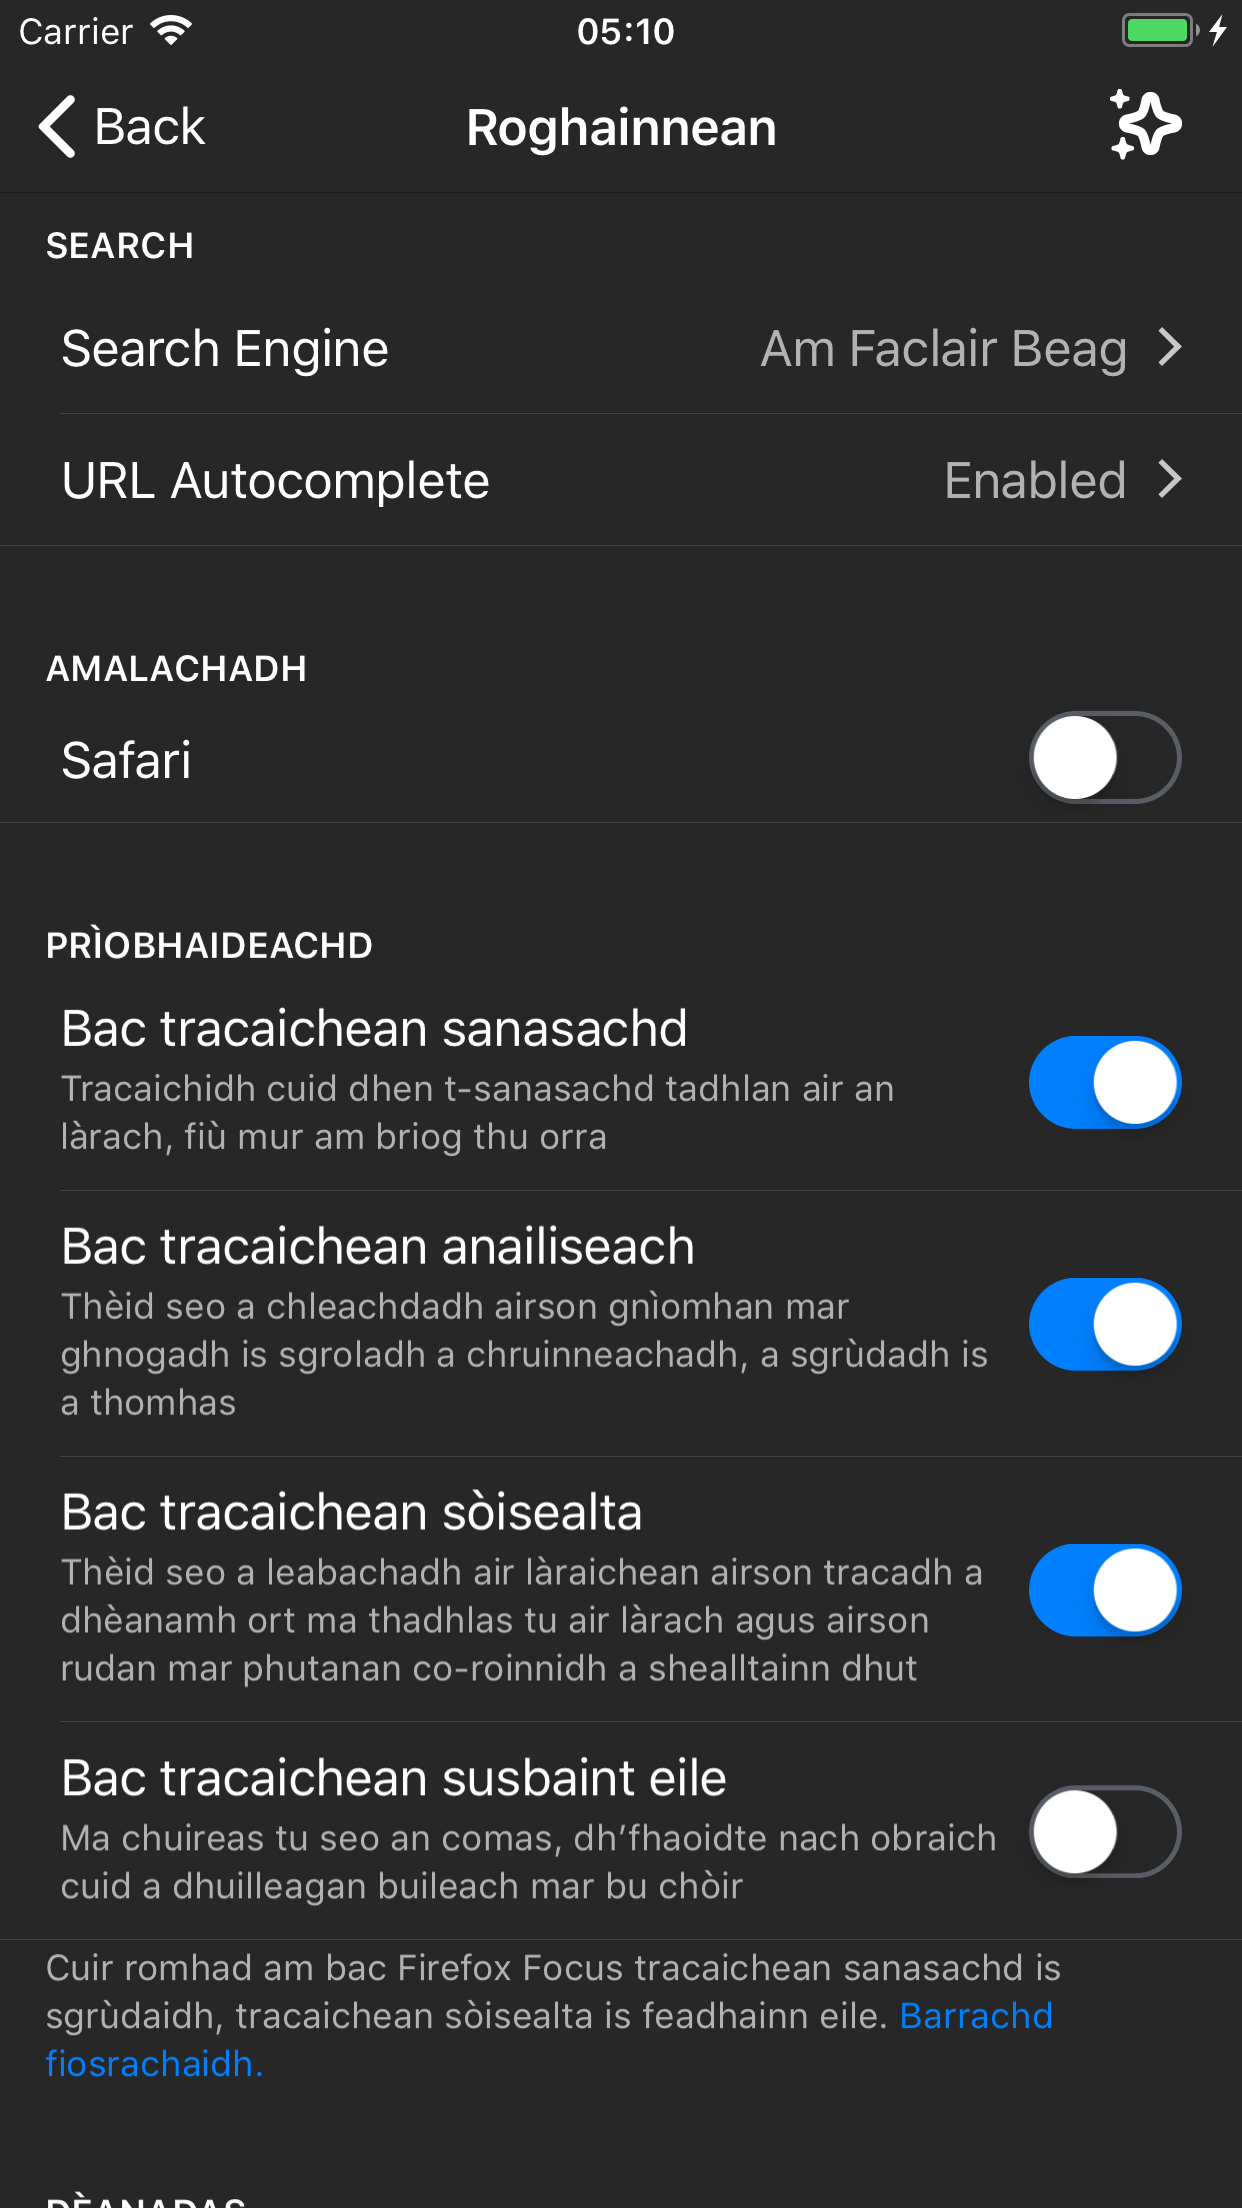 Carrier 05:10
Back Roghainnean
SEARCH
Search Engine Am Faclair Beag
URL Autocomplete Enabled
AMALACHADH
Safari
PRÌOBHAIDEACHD
Bac tracaichean sanasachd
Tracaichidh cuid dhen t-sanasachd tadhlan air an
làrach, fiù mur am briog thu orra
Bac tracaichean anailiseach
Thèid seo a chleachdadh airson gnìomhan mar
ghnogadh is sgroladh a chruinneachadh, a sgrùdadh is
a thomhas
Bac tracaichean sòisealta
Thèid seo a leabachadh air làraichean airson tracadh a
dhèanamh ort ma thadhlas tu air làrach agus airson
rudan mar phutanan co-roinnidh a shealltainn dhut
Bac tracaichean susbaint eile
Ma chuireas tu seo an comas, dh’fhaoidte nach obraich
cuid a dhuilleagan buileach mar bu chòir
Cuir romhad am bac Firefox Focus tracaichean sanasachd is
sgrùdaidh, tracaichean sòisealta is feadhainn eile. Barrachd
fiosrachaidh.
DÈANADAS